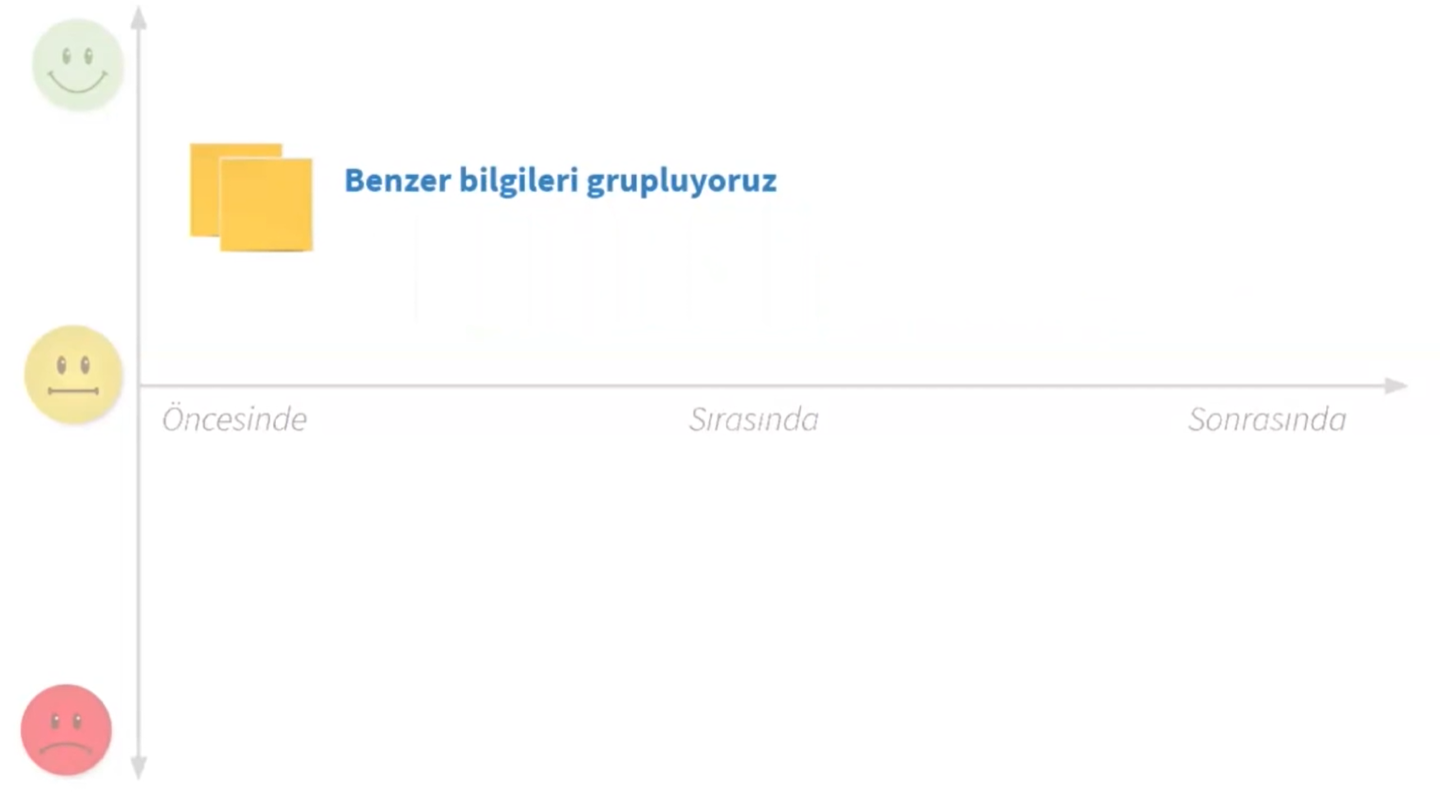 Benzer bilgileri grupluyoruz
Öncesinde
Sırasında
Sonrasında